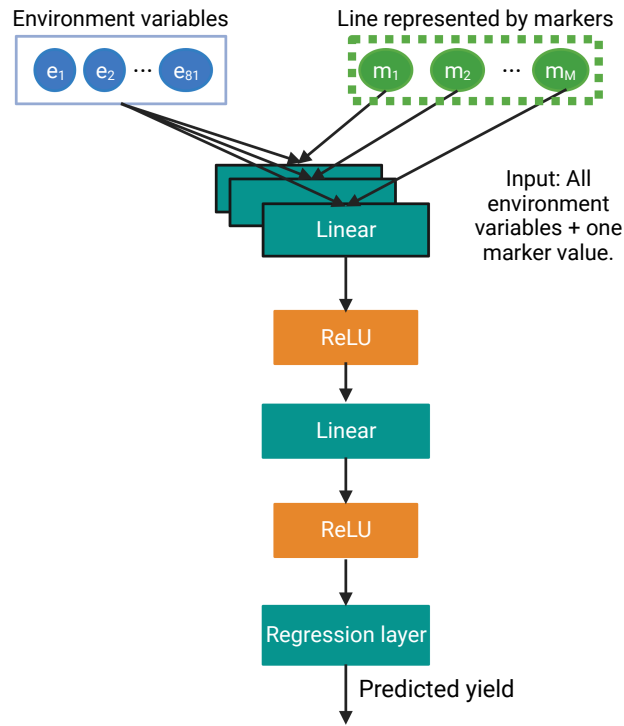 Environment variables
Line represented by markers
e1 e2 ... e81
m1 m2 ... mM
Input: All
environment
variables + one
marker value.
Linear
ReLU
Linear
ReLU
Regression layer
Predicted yield